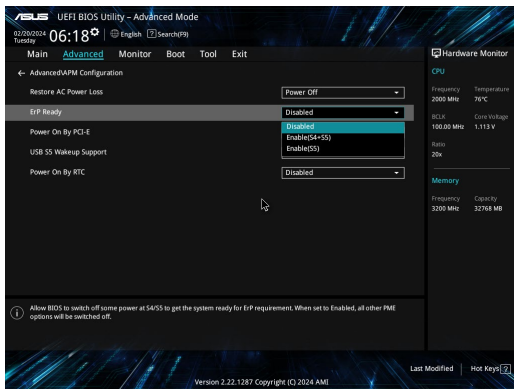 ASUS UEFI BIOS Utility – Advanced Mode
02/20/2024 Tuesday 06:18 English ? Search(F9)
Main Advanced Monitor Boot Tool Exit
Hardware Monitor
← Advanced\APM Configuration
Restore AC Power Loss Power Off
ErP Ready Disabled
Disabled
Enable(S4+S5)
Enable(S5)
Power On By PCI-E
USB S5 Wakeup Support
Power On By RTC Disabled
CPU
Frequency Temperature
2000 MHz 76°C
BCLK Core Voltage
100.00 MHz 1.113 V
Ratio
20x
Memory
Frequency Capacity
3200 MHz 32768 MB
i Allow BIOS to switch off some power at S4/S5 to get the system ready for ErP requirement. When set to Enabled, all other PME
options will be switched off.
Last Modified Hot Keys ?
Version 2.22.1287 Copyright (C) 2024 AMI